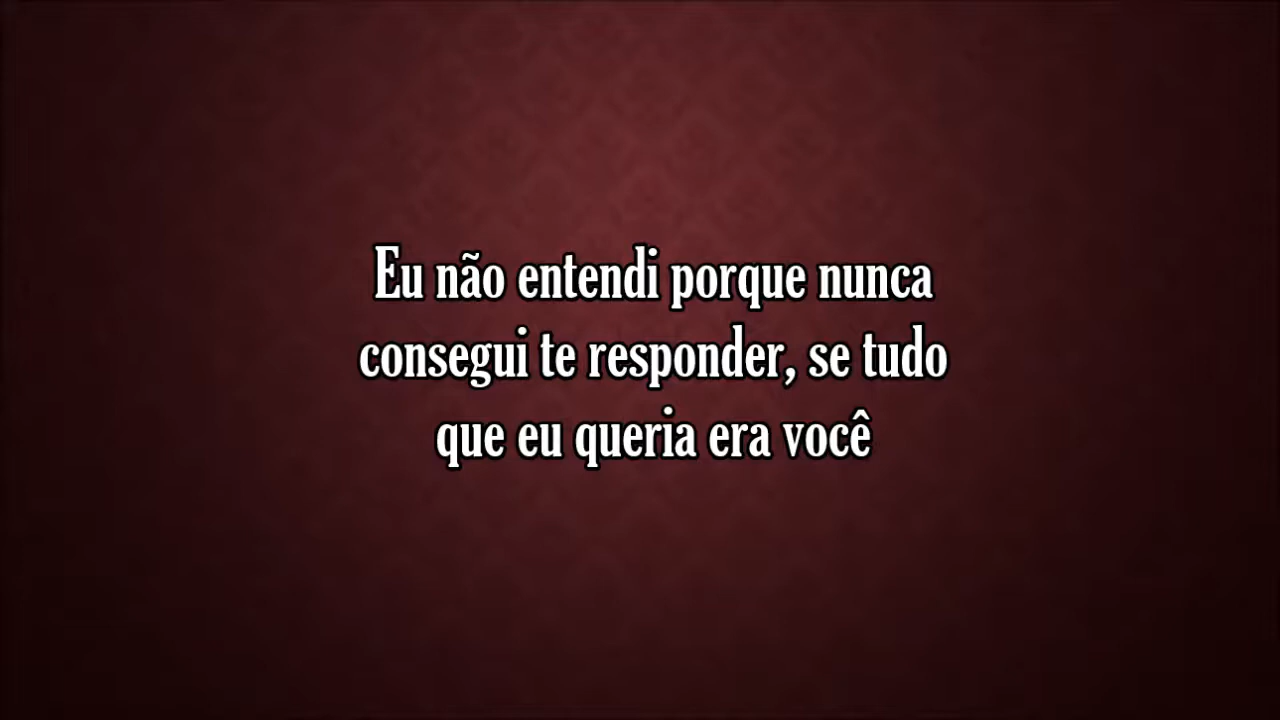 Eu não entendi porque nunca
consegui te responder, se tudo
que eu queria era você